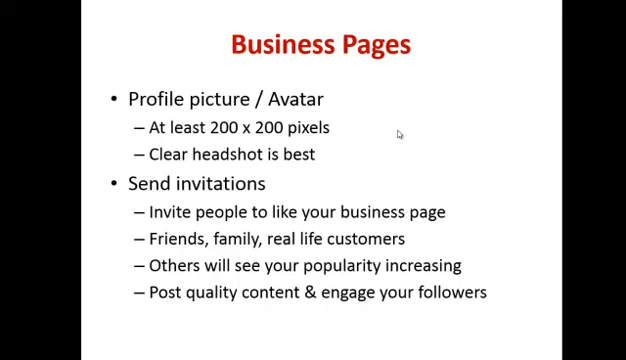 Business Pages
• Profile picture / Avatar
– At least 200 x 200 pixels
– Clear headshot is best
• Send invitations
– Invite people to like your business page
– Friends, family, real life customers
– Others will see your popularity increasing
– Post quality content & engage your followers